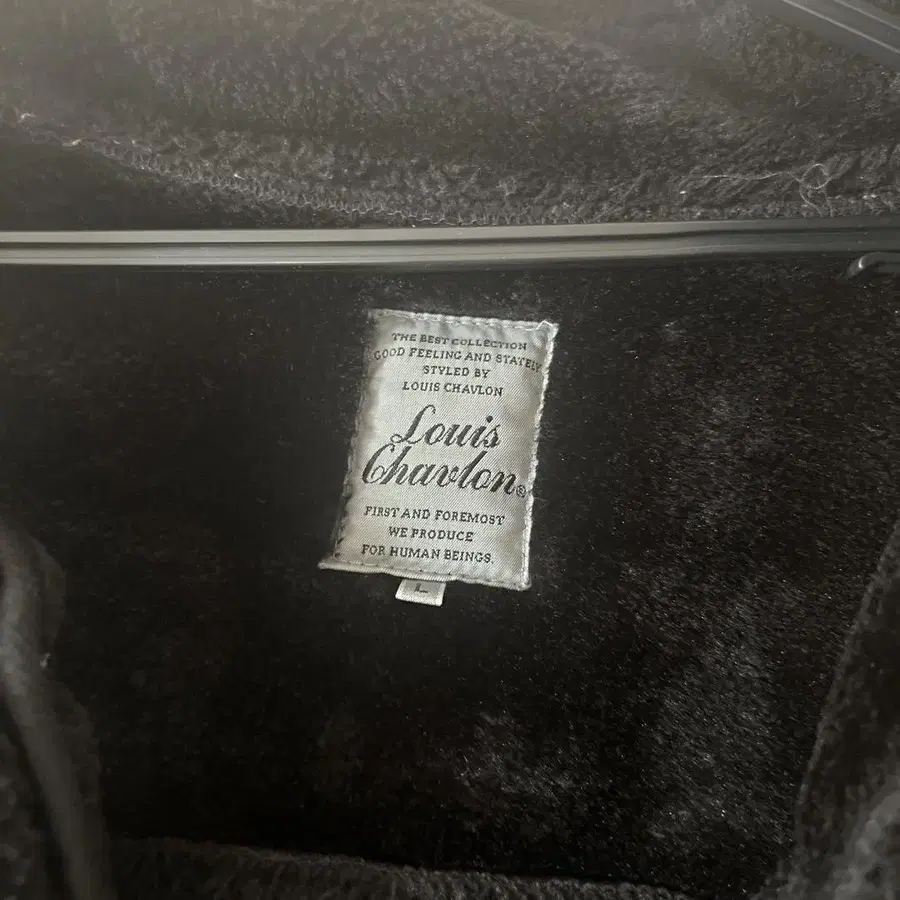 THE BEST COLLECTION
GOOD FEELING AND STATELY
STYLED BY
LOUIS CHAVLON
Louis
Chavlon®
FIRST AND FOREMOST
WE PRODUCE
FOR HUMAN BEINGS.
L